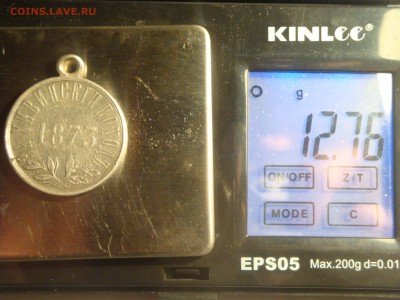 COINS.LAVE.RU
KINLee®
g
12.76
ON/OFF Z/T
MODE C
EPS05 Max.200g d=0.01
1873